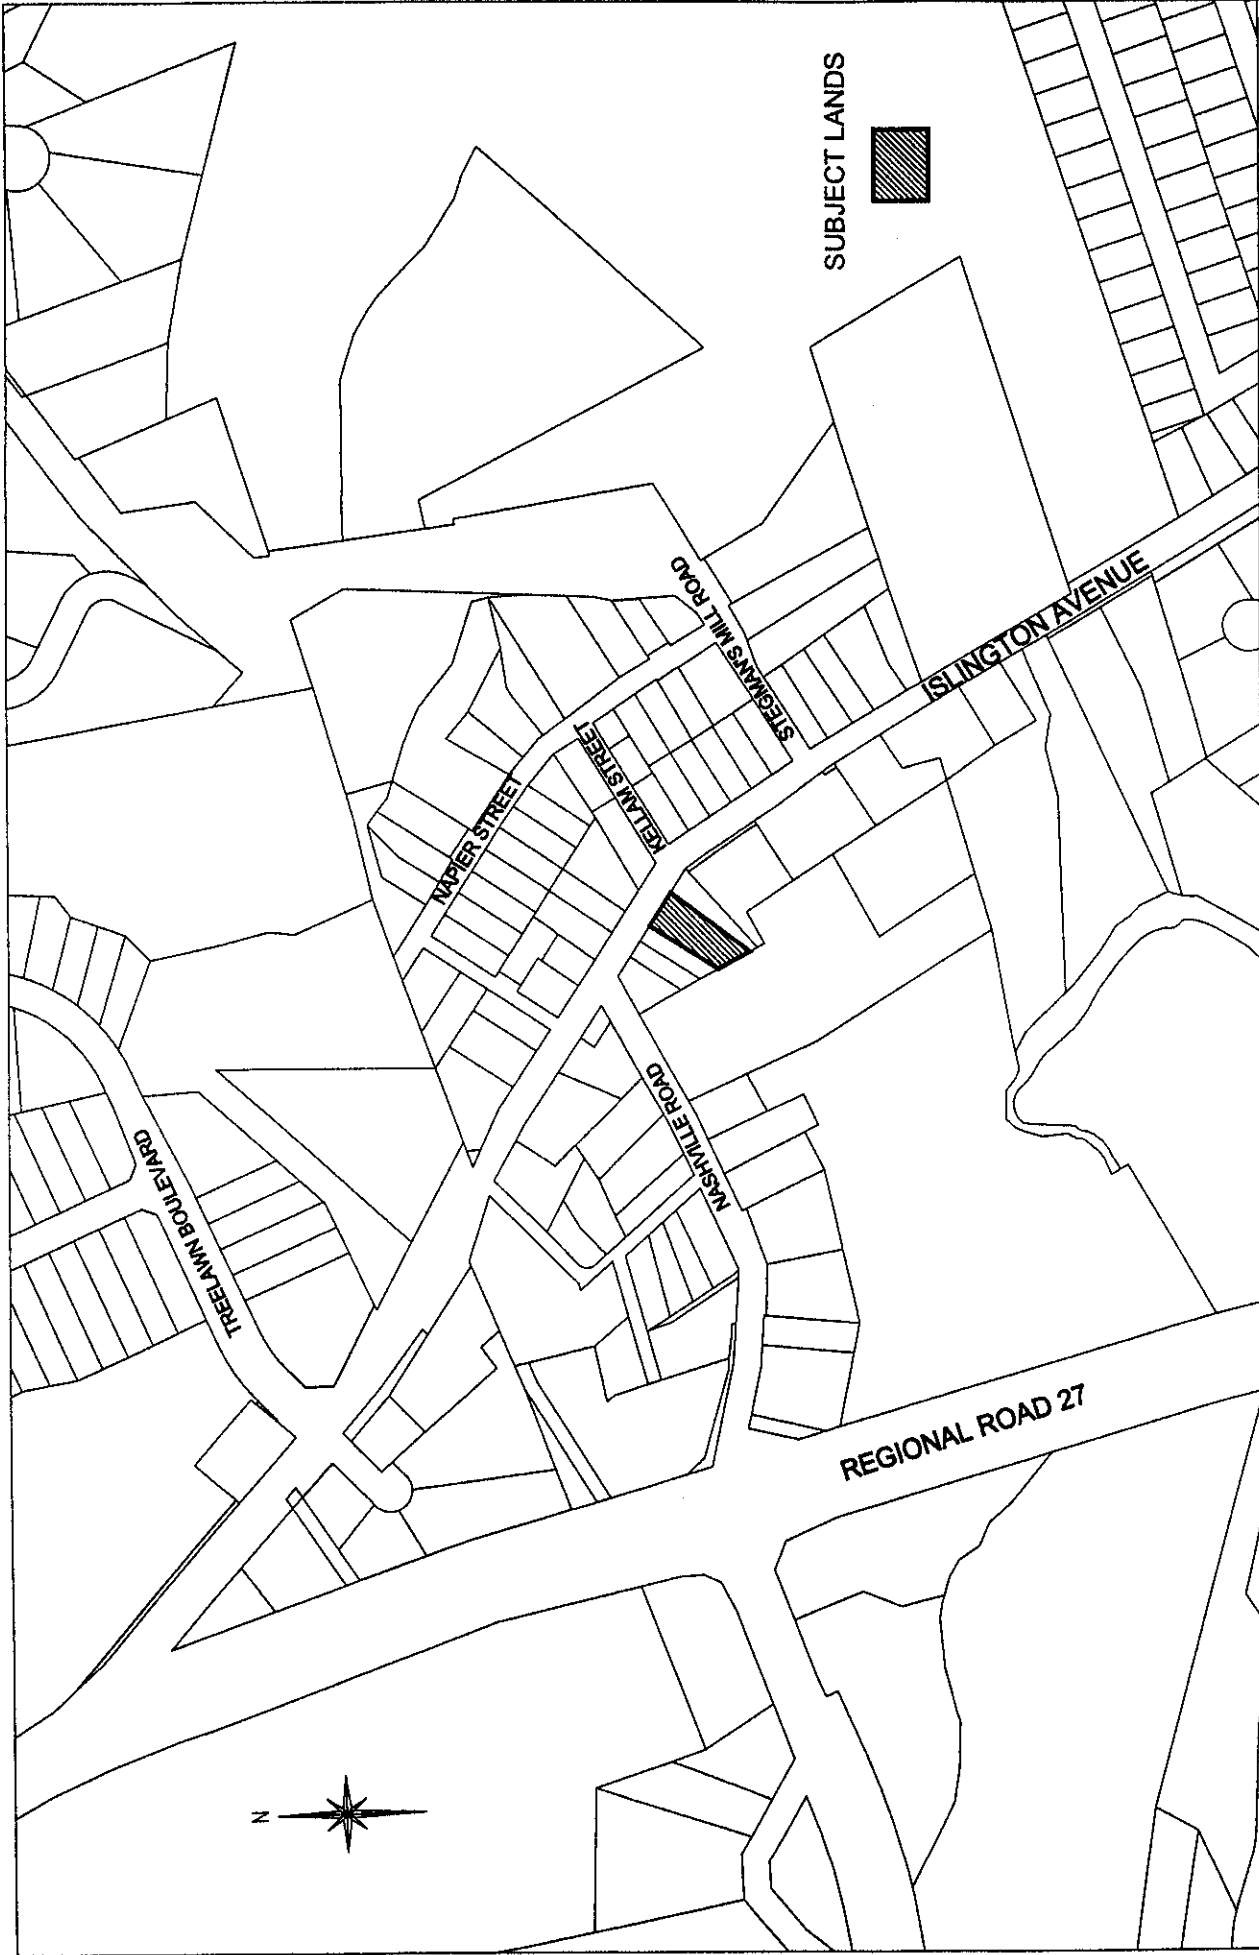 SUBJECT LANDS
STEGMAN'S MILL ROAD
ISLINGTON AVENUE
KELLAM STREET
NAPIER STREET
NASHVILLE ROAD
TREELAWN BOULEVARD
REGIONAL ROAD 27
N